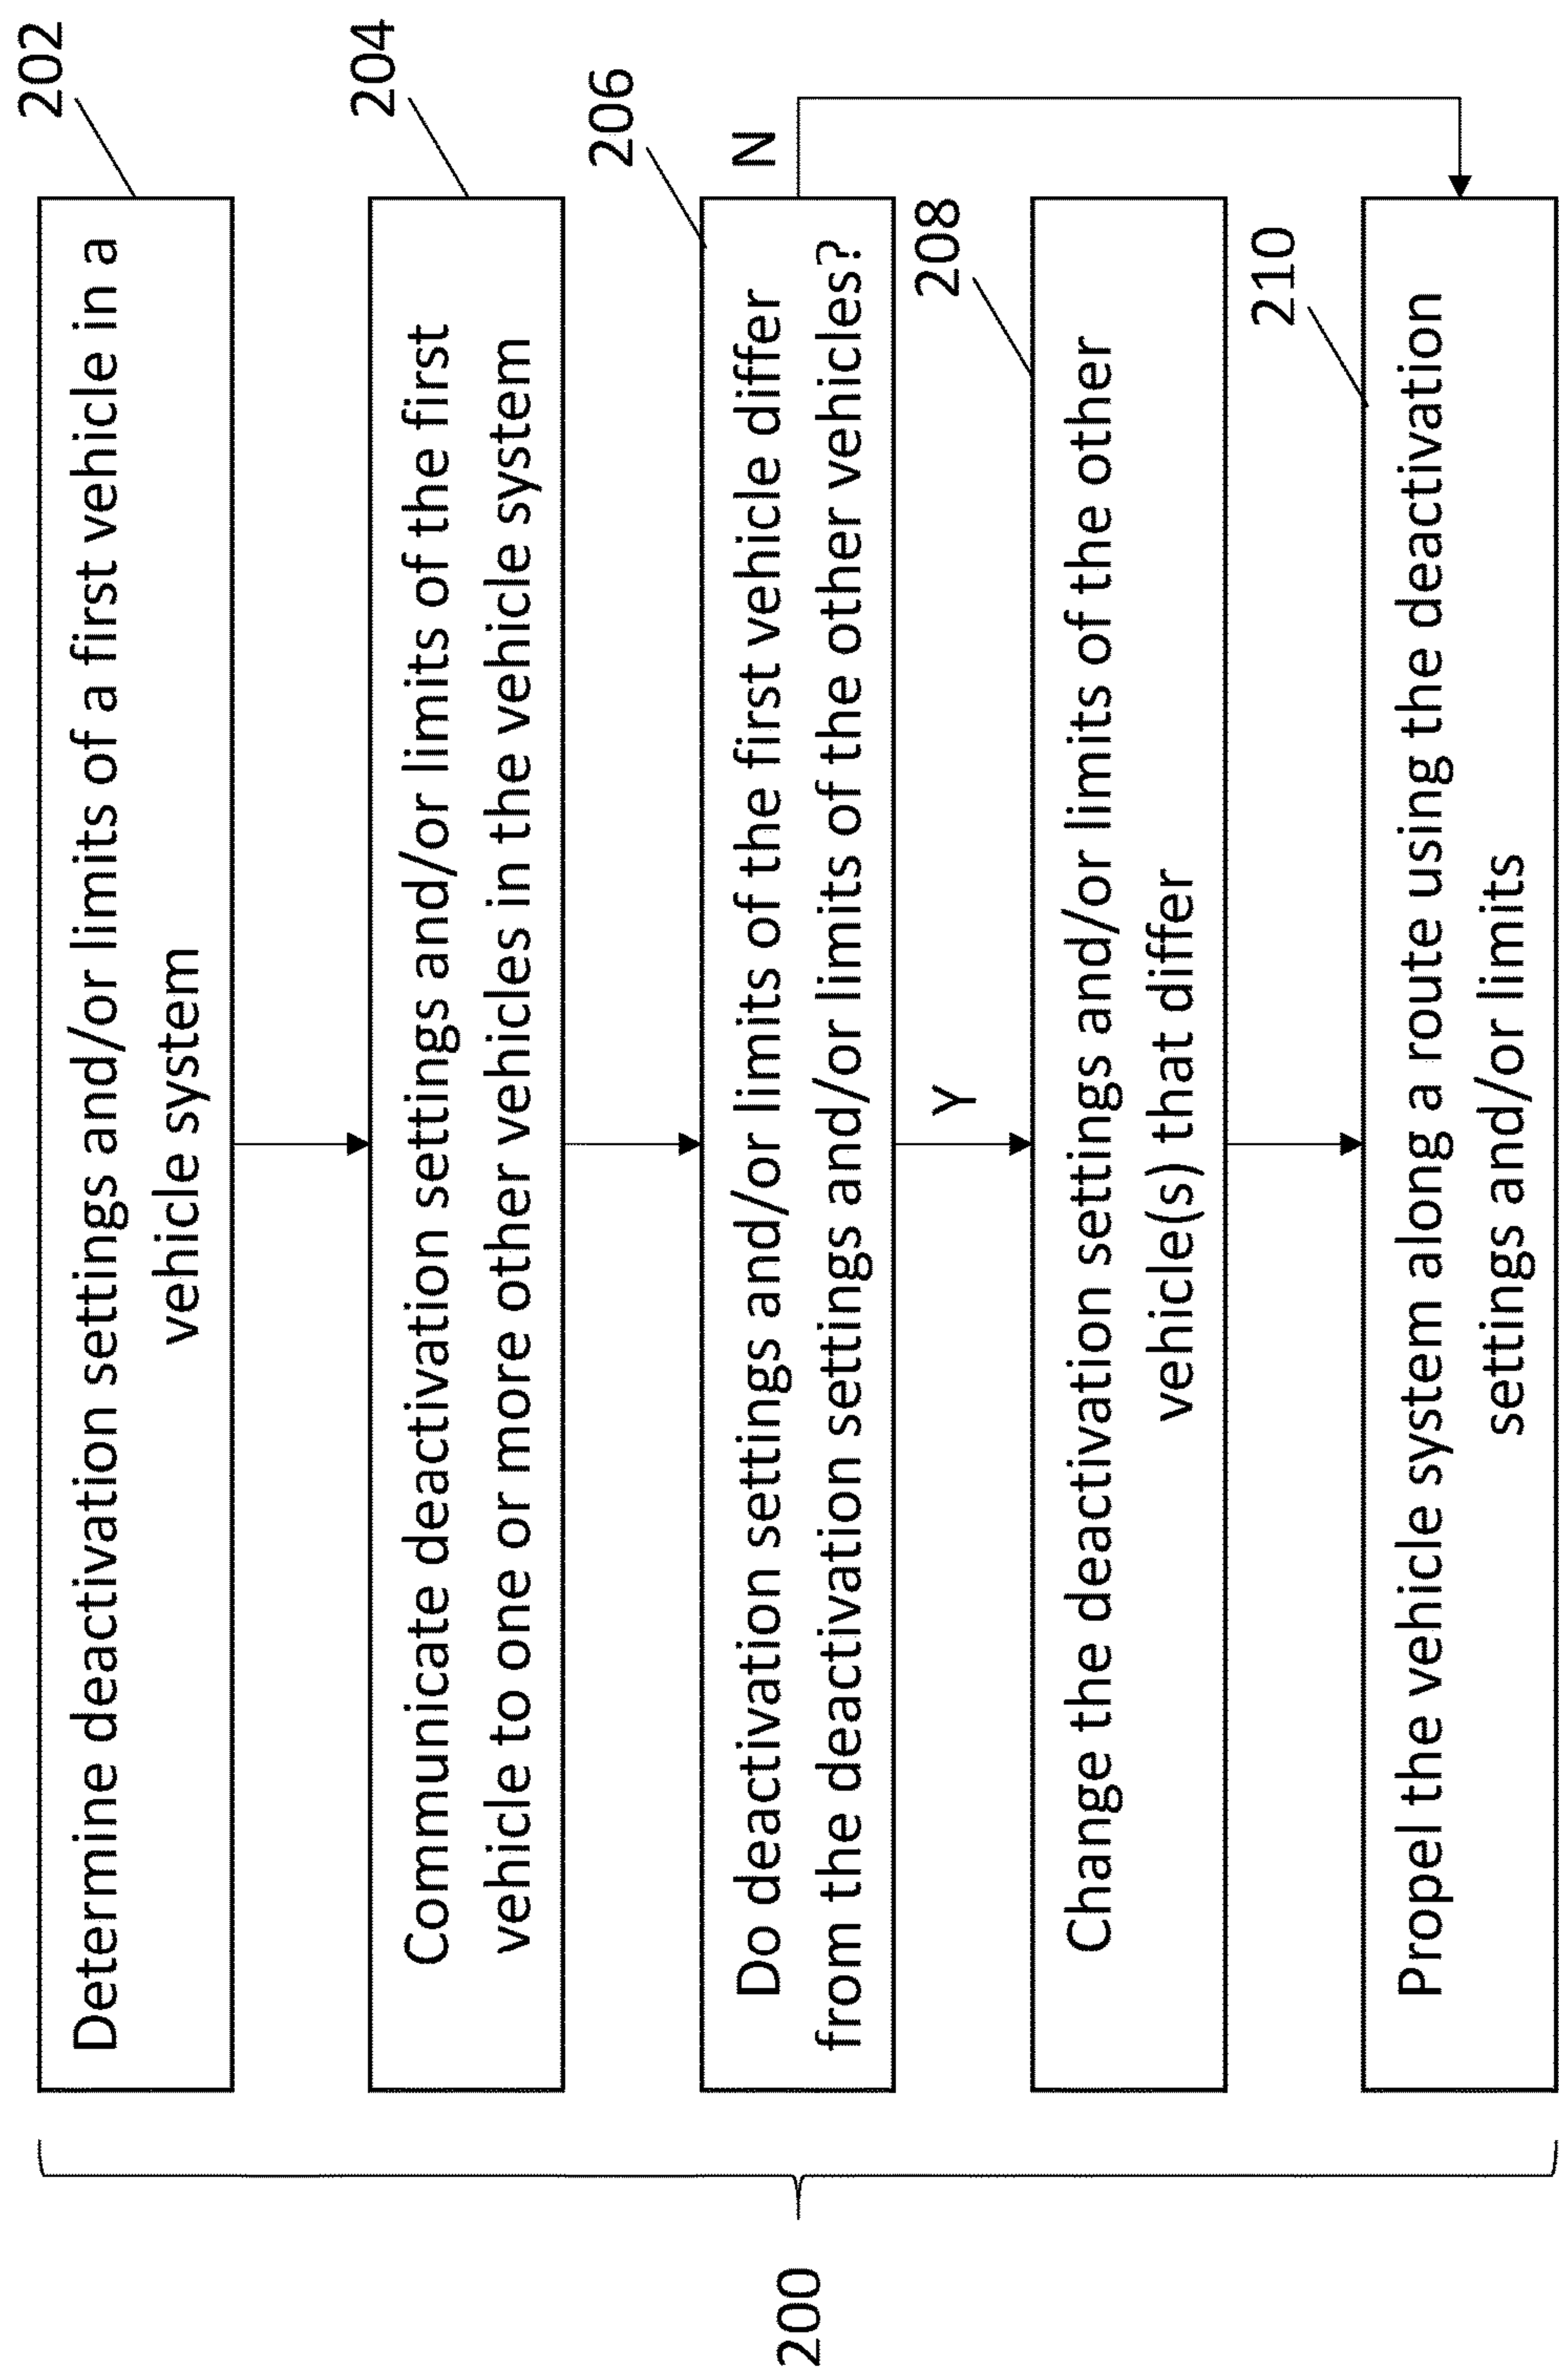 200
202
Determine deactivation settings and/or limits of a first vehicle in a
vehicle system
204
Communicate deactivation settings and/or limits of the first
vehicle to one or more other vehicles in the vehicle system
206
Do deactivation settings and/or limits of the first vehicle differ
from the deactivation settings and/or limits of the other vehicles?
N
Y
208
Change the deactivation settings and/or limits of the other
vehicle(s) that differ
210
Propel the vehicle system along a route using the deactivation
settings and/or limits